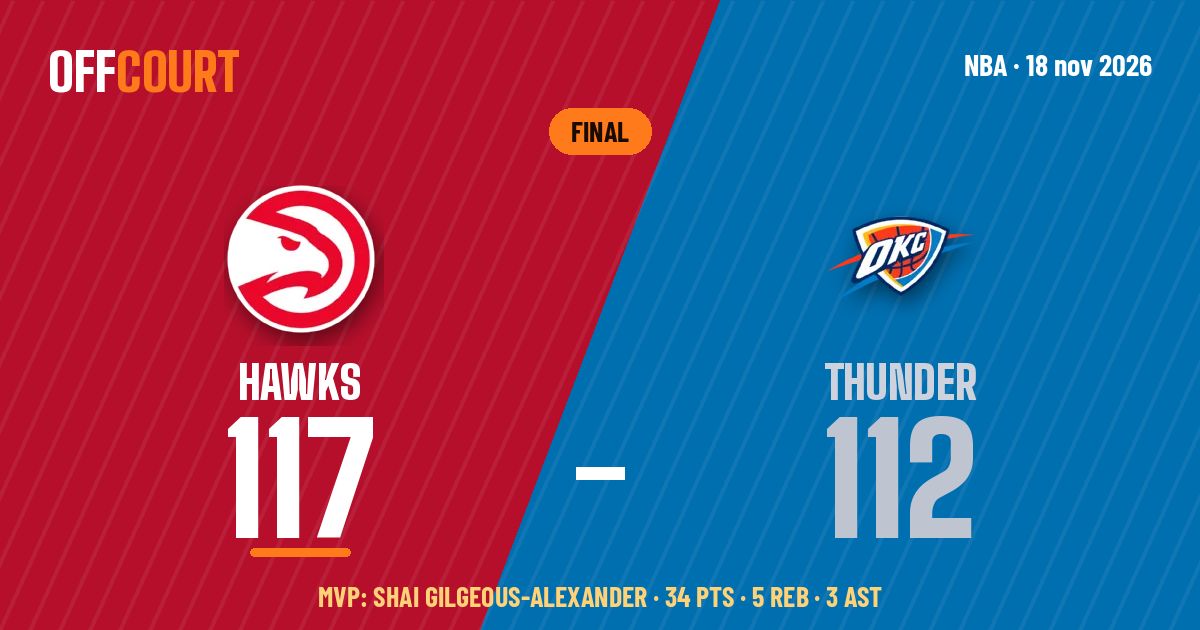 OFFCOURT
NBA · 18 nov 2026
FINAL
OKC
HAWKS
THUNDER
117
-
112
MVP: SHAI GILGEOUS-ALEXANDER · 34 PTS · 5 REB · 3 AST